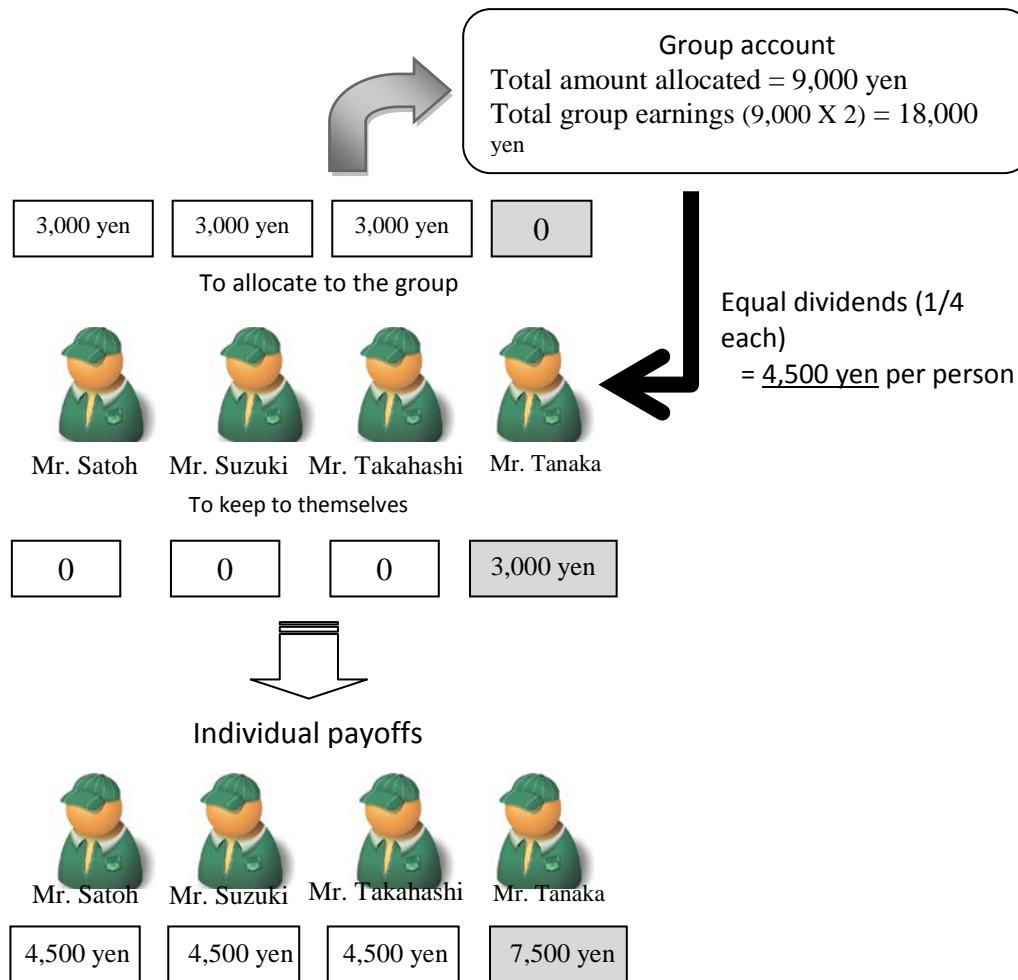 Group account
Total amount allocated = 9,000 yen
Total group earnings (9,000 X 2) = 18,000
yen
3,000 yen 3,000 yen 3,000 yen 0
To allocate to the group
Equal dividends (1/4
each)
= 4,500 yen per person
Mr. Satoh Mr. Suzuki Mr. Takahashi Mr. Tanaka
To keep to themselves
0 0 0 3,000 yen
Individual payoffs
Mr. Satoh Mr. Suzuki Mr. Takahashi Mr. Tanaka
4,500 yen 4,500 yen 4,500 yen 7,500 yen